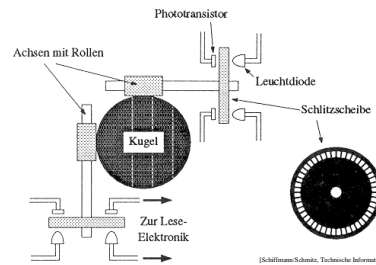 Phototransistor
Achsen mit Rollen
Leuchtdiode
Schlitzscheibe
Kugel
Zur Lese-
Elektronik
[Schiffmann/Schmitz, Technische Informat